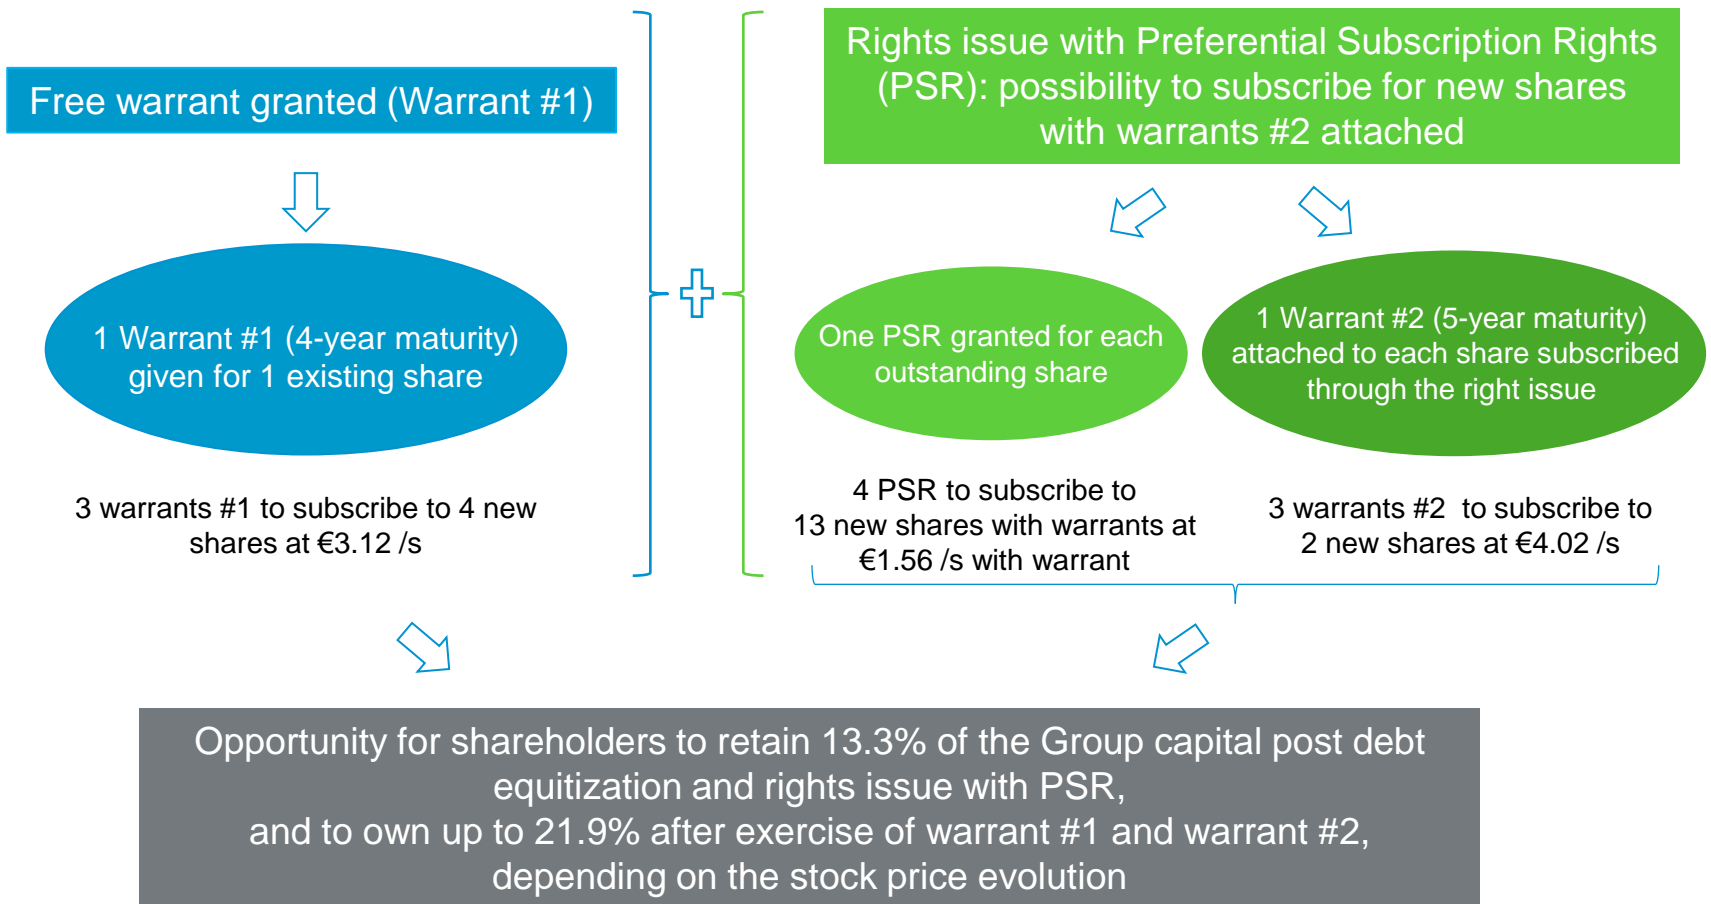 Free warrant granted (Warrant #1)
1 Warrant #1 (4-year maturity)
given for 1 existing share
3 warrants #1 to subscribe to 4 new
shares at €3.12 /s
Rights issue with Preferential Subscription Rights
(PSR): possibility to subscribe for new shares
with warrants #2 attached
One PSR granted for each
outstanding share
4 PSR to subscribe to
13 new shares with warrants at
€1.56 /s with warrant
1 Warrant #2 (5-year maturity)
attached to each share subscribed
through the right issue
3 warrants #2 to subscribe to
2 new shares at €4.02 /s
Opportunity for shareholders to retain 13.3% of the Group capital post debt
equitization and rights issue with PSR,
and to own up to 21.9% after exercise of warrant #1 and warrant #2,
depending on the stock price evolution